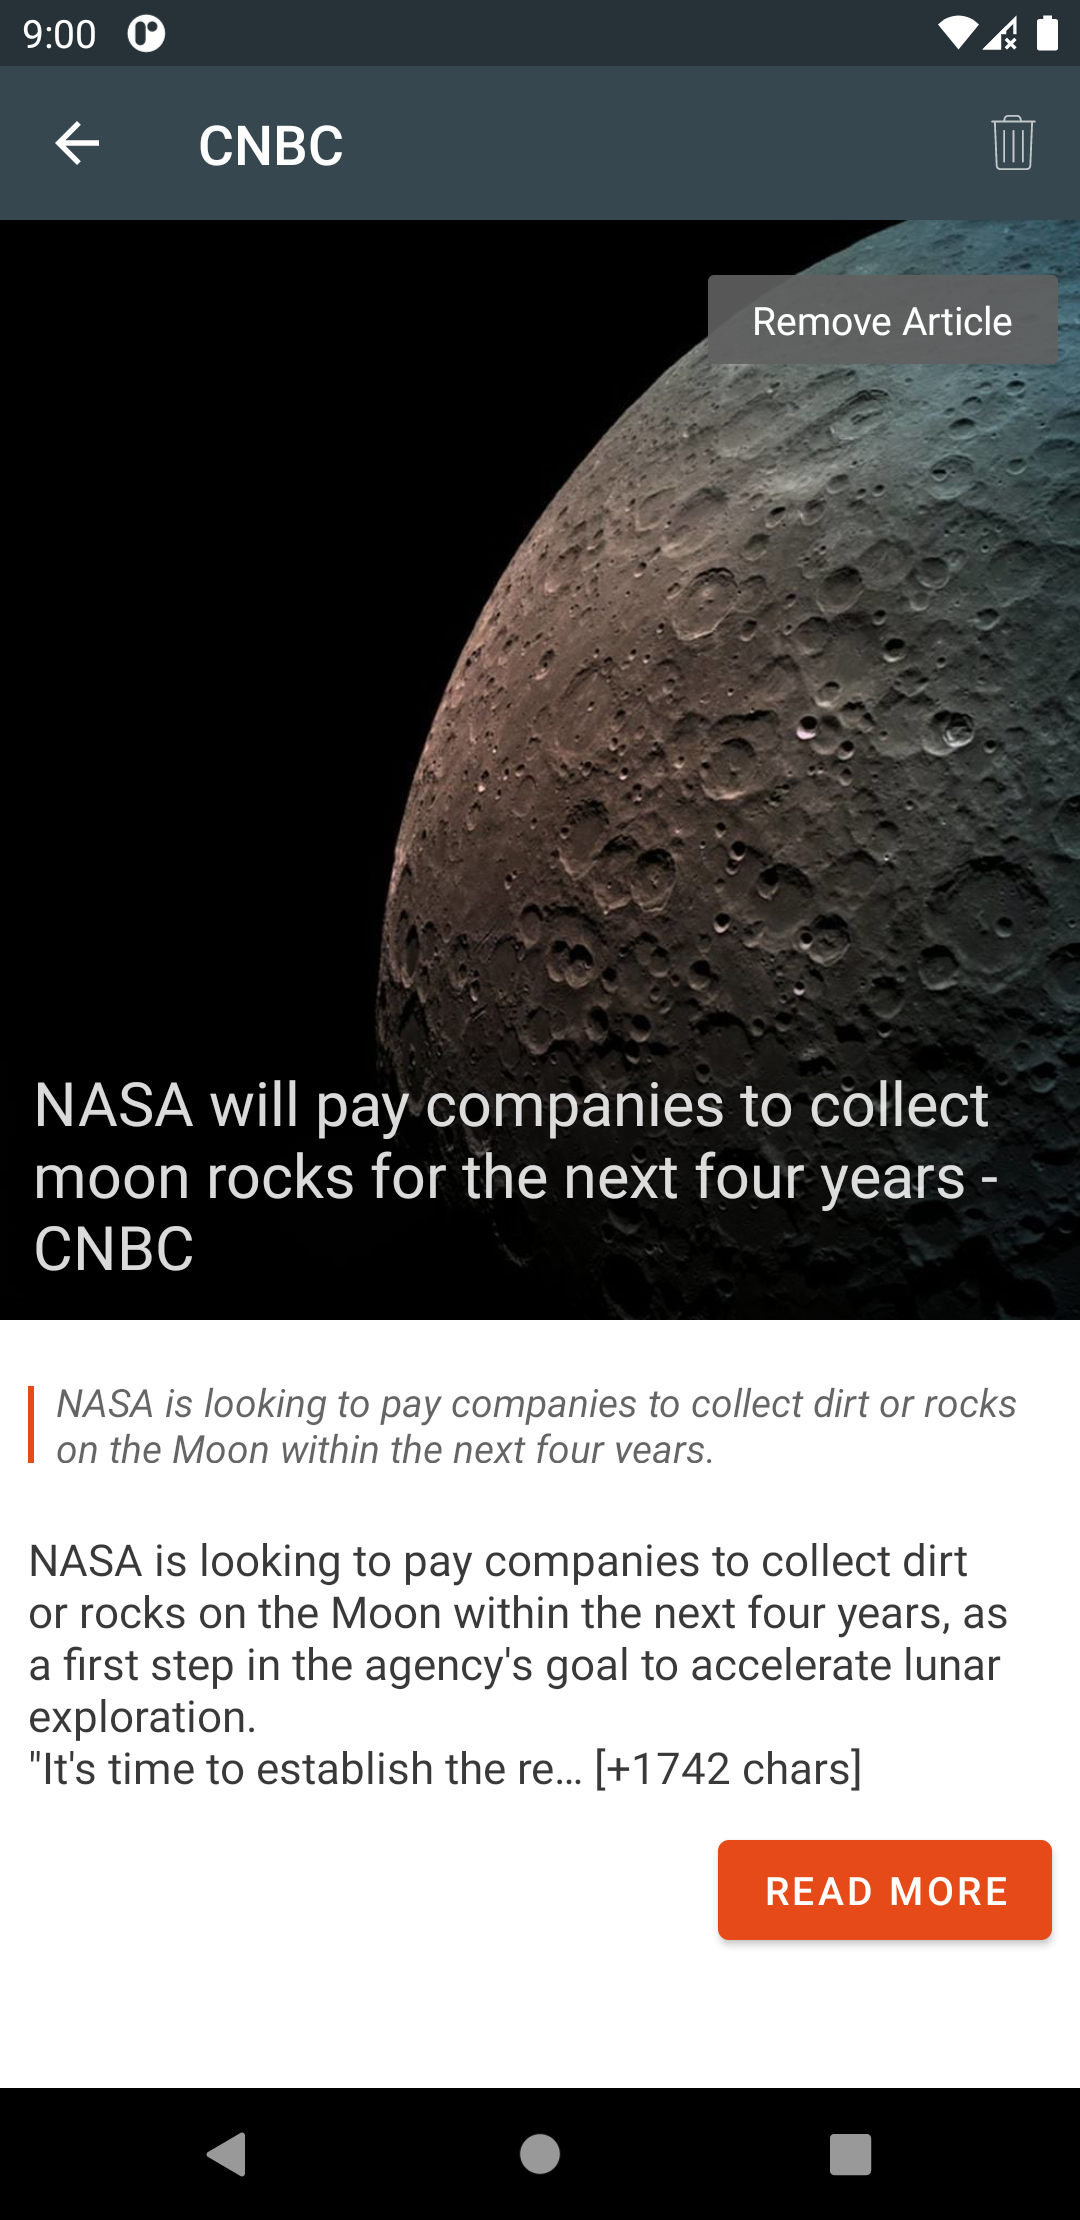 9:00
CNBC
Remove Article
NASA will pay companies to collect
moon rocks for the next four years -
CNBC
NASA is looking to pay companies to collect dirt or rocks
on the Moon within the next four years.
NASA is looking to pay companies to collect dirt
or rocks on the Moon within the next four years, as
a first step in the agency's goal to accelerate lunar
exploration.
"It's time to establish the re… [+1742 chars]
READ MORE